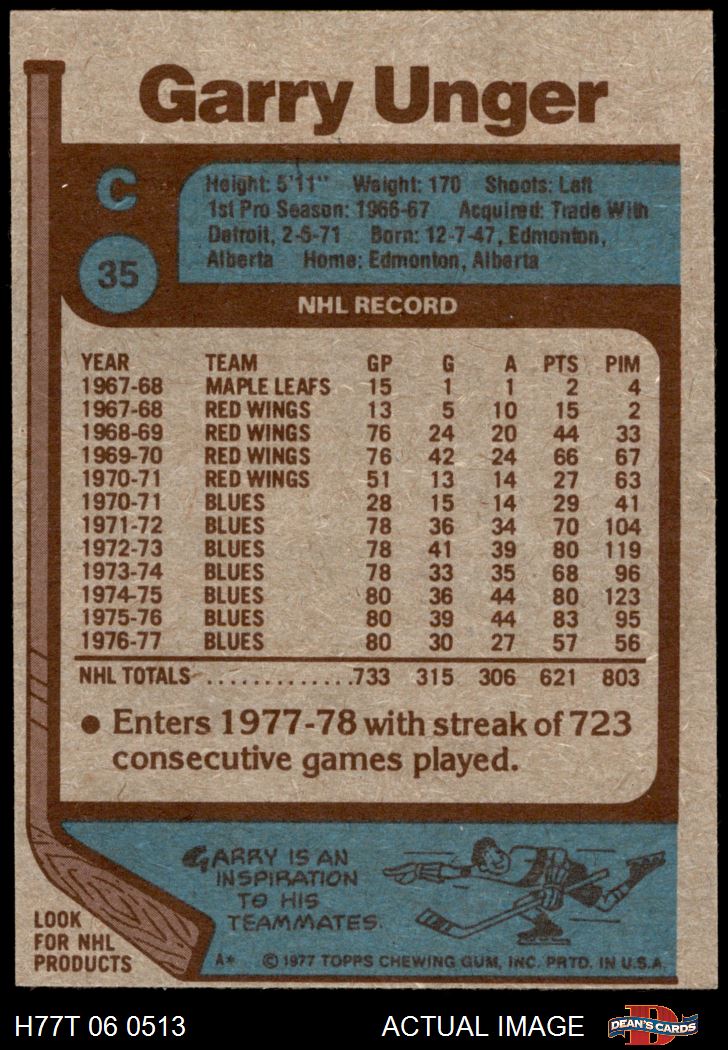 Garry Unger
C
35
Height: 5'11" Weight: 170 Shoots: Left
1st Pro Season: 1966-67 Acquired: Trade With
Detroit, 2-6-71 Born: 12-7-47, Edmonton,
Alberta Home: Edmonton, Alberta
NHL RECORD
YEAR TEAM GP G A PTS PIM
1967-68 MAPLE LEAFS 15 1 1 2 4
1967-68 RED WINGS 13 5 10 15 2
1968-69 RED WINGS 76 24 20 44 33
1969-70 RED WINGS 76 42 24 66 67
1970-71 RED WINGS 51 13 14 27 63
1970-71 BLUES 28 15 14 29 41
1971-72 BLUES 78 36 34 70 104
1972-73 BLUES 78 41 39 80 119
1973-74 BLUES 78 33 35 68 96
1974-75 BLUES 80 36 44 80 123
1975-76 BLUES 80 39 44 83 95
1976-77 BLUES 80 30 27 57 56
NHL TOTALS..............733 315 306 621 803
● Enters 1977-78 with streak of 723
consecutive games played.
GARRY IS AN
INSPIRATION
TO HIS
TEAMMATES.
LOOK
FOR NHL
PRODUCTS
A* © 1977 TOPPS CHEWING GUM, INC. PRTD. IN U.S.A.
H77T 06 0513 ACTUAL IMAGE DEAN'S CARDS